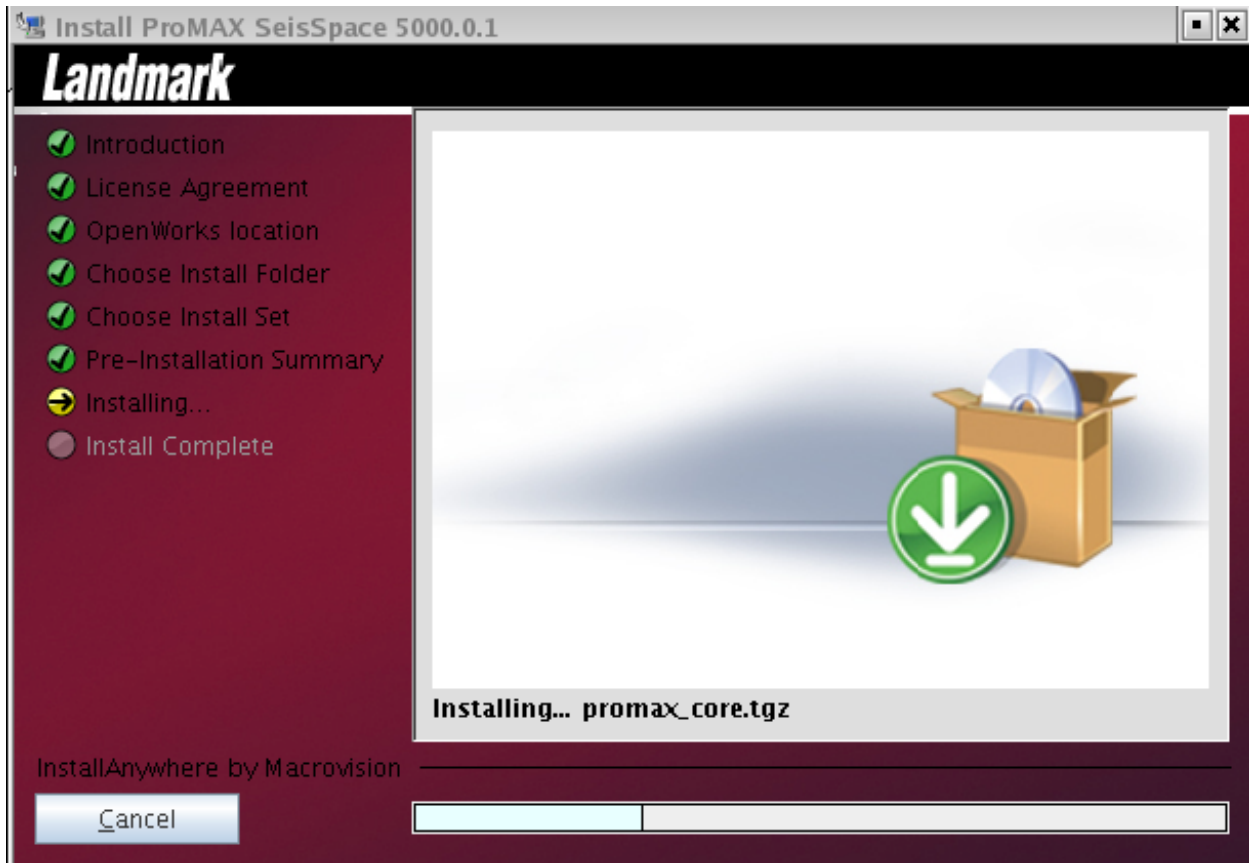 Install ProMAX SeisSpace 5000.0.1
Landmark
Introduction
License Agreement
OpenWorks location
Choose Install Folder
Choose Install Set
Pre-Installation Summary
Installing...
Install Complete
Installing... promax_core.tgz
InstallAnywhere by Macrovision
Cancel